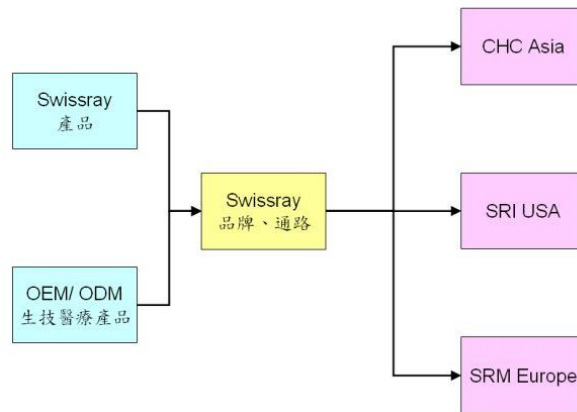 Swissray
產品
OEM/ ODM
生技醫療產品
Swissray
品牌、通路
CHC Asia
SRI USA
SRM Europe